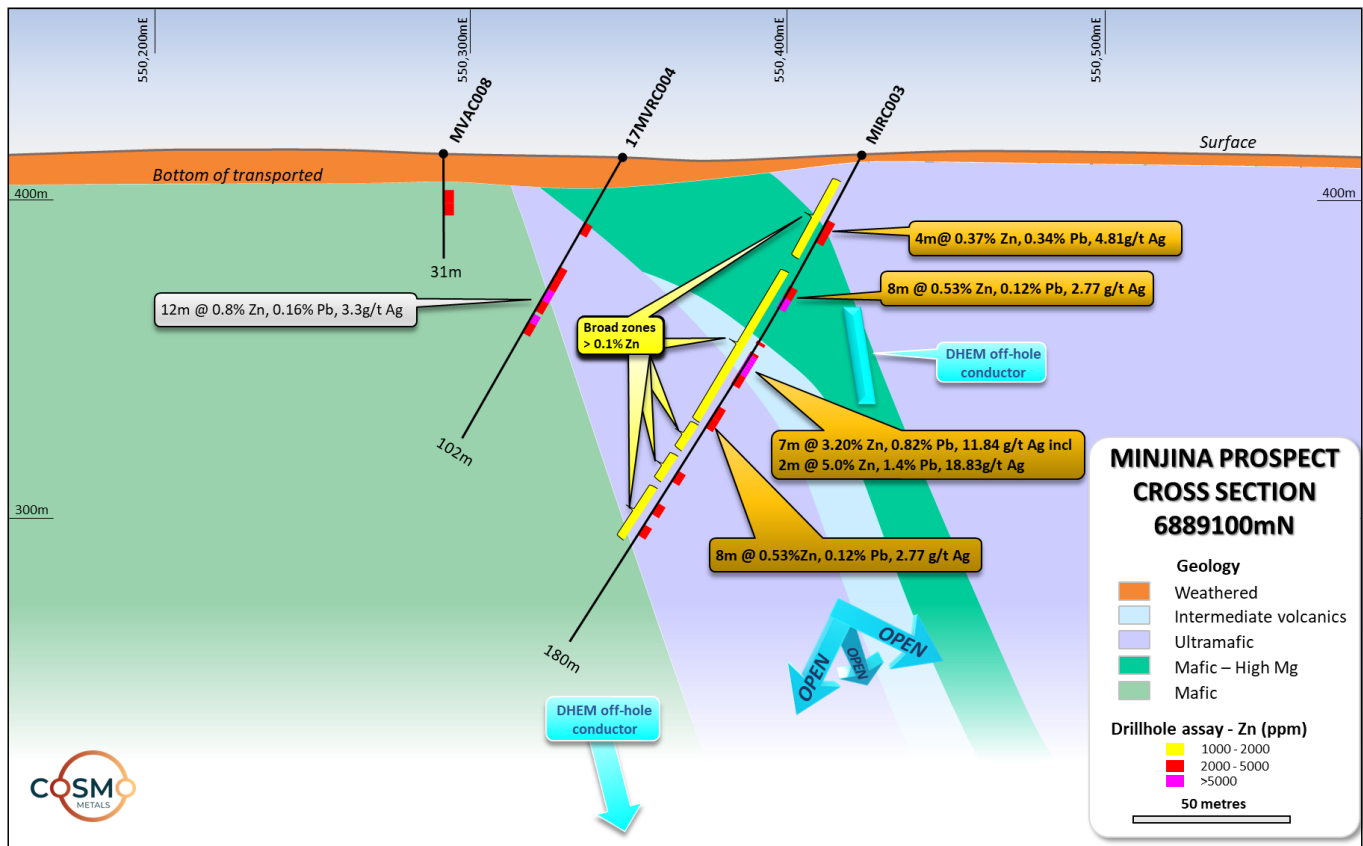 550,200mE
550,300mE
550,400mE
550,500mE
MVAC008
17MVRC004
MIRC003
Surface
Bottom of transported
400m
400m
4m@ 0.37% Zn, 0.34% Pb, 4.81g/t Ag
31m
8m @ 0.53% Zn, 0.12% Pb, 2.77 g/t Ag
12m @ 0.8% Zn, 0.16% Pb, 3.3g/t Ag
Broad zones
> 0.1% Zn
DHEM off-hole
conductor
102m
7m @ 3.20% Zn, 0.82% Pb, 11.84 g/t Ag incl
2m @ 5.0% Zn, 1.4% Pb, 18.83g/t Ag
300m
8m @ 0.53%Zn, 0.12% Pb, 2.77 g/t Ag
180m
OPEN
OPEN
OPEN
DHEM off-hole
conductor
MINJINA PROSPECT
CROSS SECTION
6889100mN
Geology
Weathered
Intermediate volcanics
Ultramafic
Mafic – High Mg
Mafic
Drillhole assay - Zn (ppm)
1000 - 2000
2000 - 5000
>5000
50 metres
COSMO
METALS